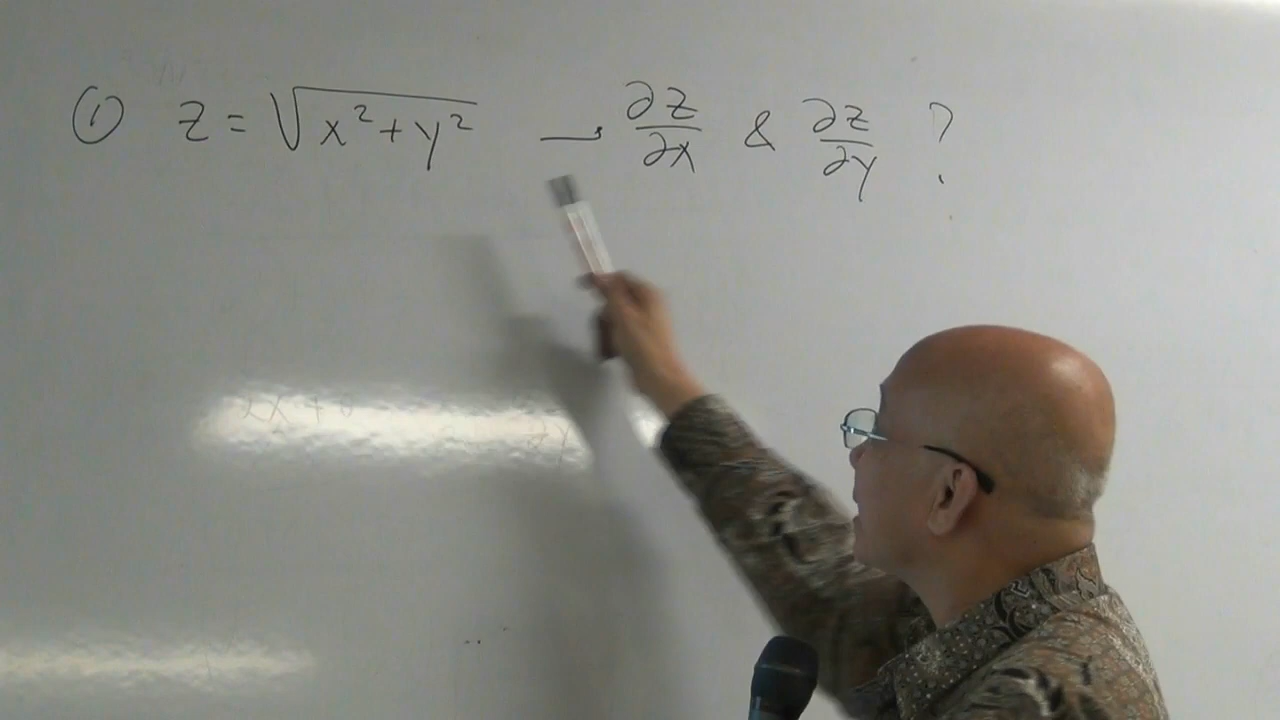 ① z = √(x²+y²) → ∂z/∂x & ∂z/∂y ?